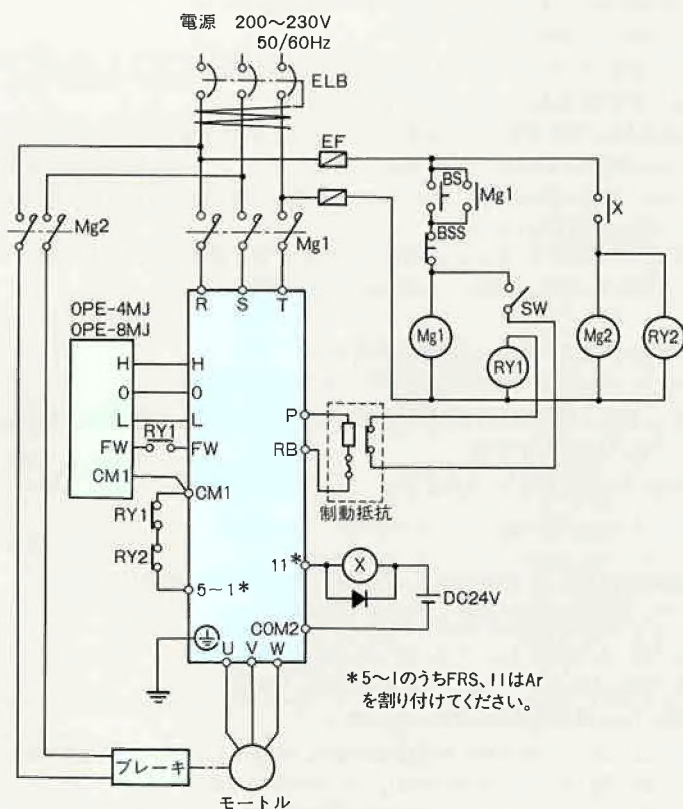 電源 200〜230V
50/60Hz
ELB
EF
BS
Mg1
X
BSS
Mg2
Mg1
R S T
SW
OPE-4MJ
OPE-8MJ
Mg1
RY1
Mg2
RY2
H H
O O
L L
RY1
FW FW
CM1
CM1
P
RB
制動抵抗
RY1
RY2
5〜1*
11*
X
DC24V
COM2
U V W
*5〜1のうちFRS、11はAr
を割り付けてください。
ブレーキ
モートル